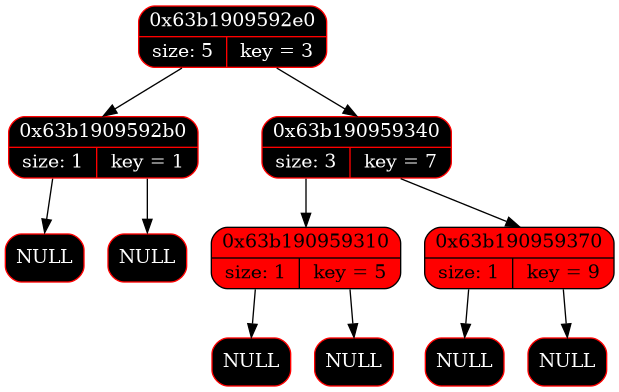 0x63b1909592e0
size: 5 key = 3
0x63b1909592b0
size: 1 key = 1
0x63b190959340
size: 3 key = 7
NULL
NULL
0x63b190959310
size: 1 key = 5
0x63b190959370
size: 1 key = 9
NULL
NULL
NULL
NULL